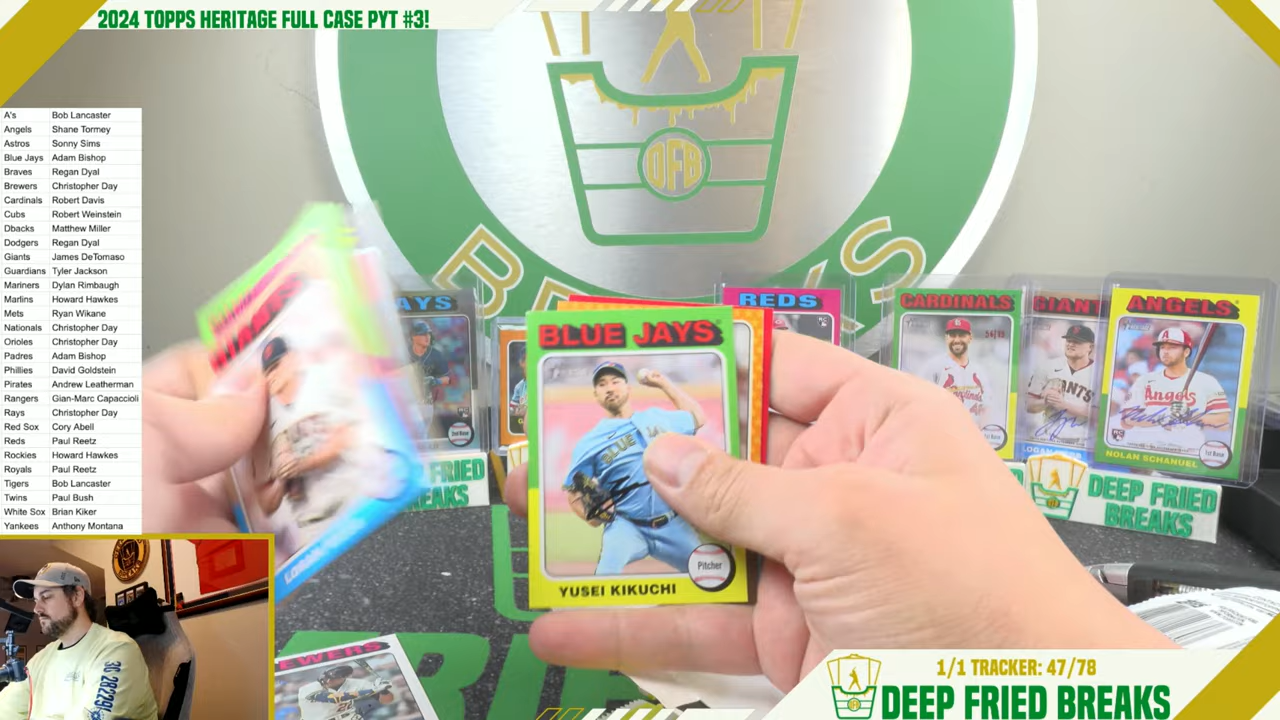 2024 TOPPS HERITAGE FULL CASE PYT #3!
A's Bob Lancaster
Angels Shane Tormey
Astros Sonny Sims
Blue Jays Adam Bishop
Braves Regan Dyal
Brewers Christopher Day
Cardinals Robert Davis
Cubs Robert Weinstein
Dbacks Matthew Miller
Dodgers Regan Dyal
Giants James DeTomaso
Guardians Tyler Jackson
Mariners Dylan Rimbaugh
Marlins Howard Hawkes
Mets Ryan Wikane
Nationals Christopher Day
Orioles Christopher Day
Padres Adam Bishop
Phillies David Goldstein
Pirates Andrew Leatherman
Rangers Gian-Marc Capaccioli
Rays Christopher Day
Red Sox Cory Abell
Reds Paul Reetz
Rockies Howard Hawkes
Royals Paul Reetz
Tigers Bob Lancaster
Twins Paul Bush
White Sox Brian Kiker
Yankees Anthony Montana
DFB
AYS
REDS
CARDINALS
GIANT
ANGELS
BLUE JAYS
Angels
NOLAN SCHANUEL
1st Base
Pitcher
YUSEI KIKUCHI
FRIED
BREAKS
DEEP FRIED
BREAKS
EWERS
1/1 TRACKER: 47/78
DEEP FRIED BREAKS